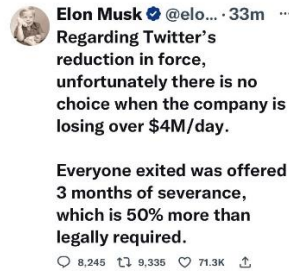 Elon Musk @elo... · 33m ...
Regarding Twitter's
reduction in force,
unfortunately there is no
choice when the company is
losing over $4M/day.
Everyone exited was offered
3 months of severance,
which is 50% more than
legally required.
8,245 9,335 71.3K